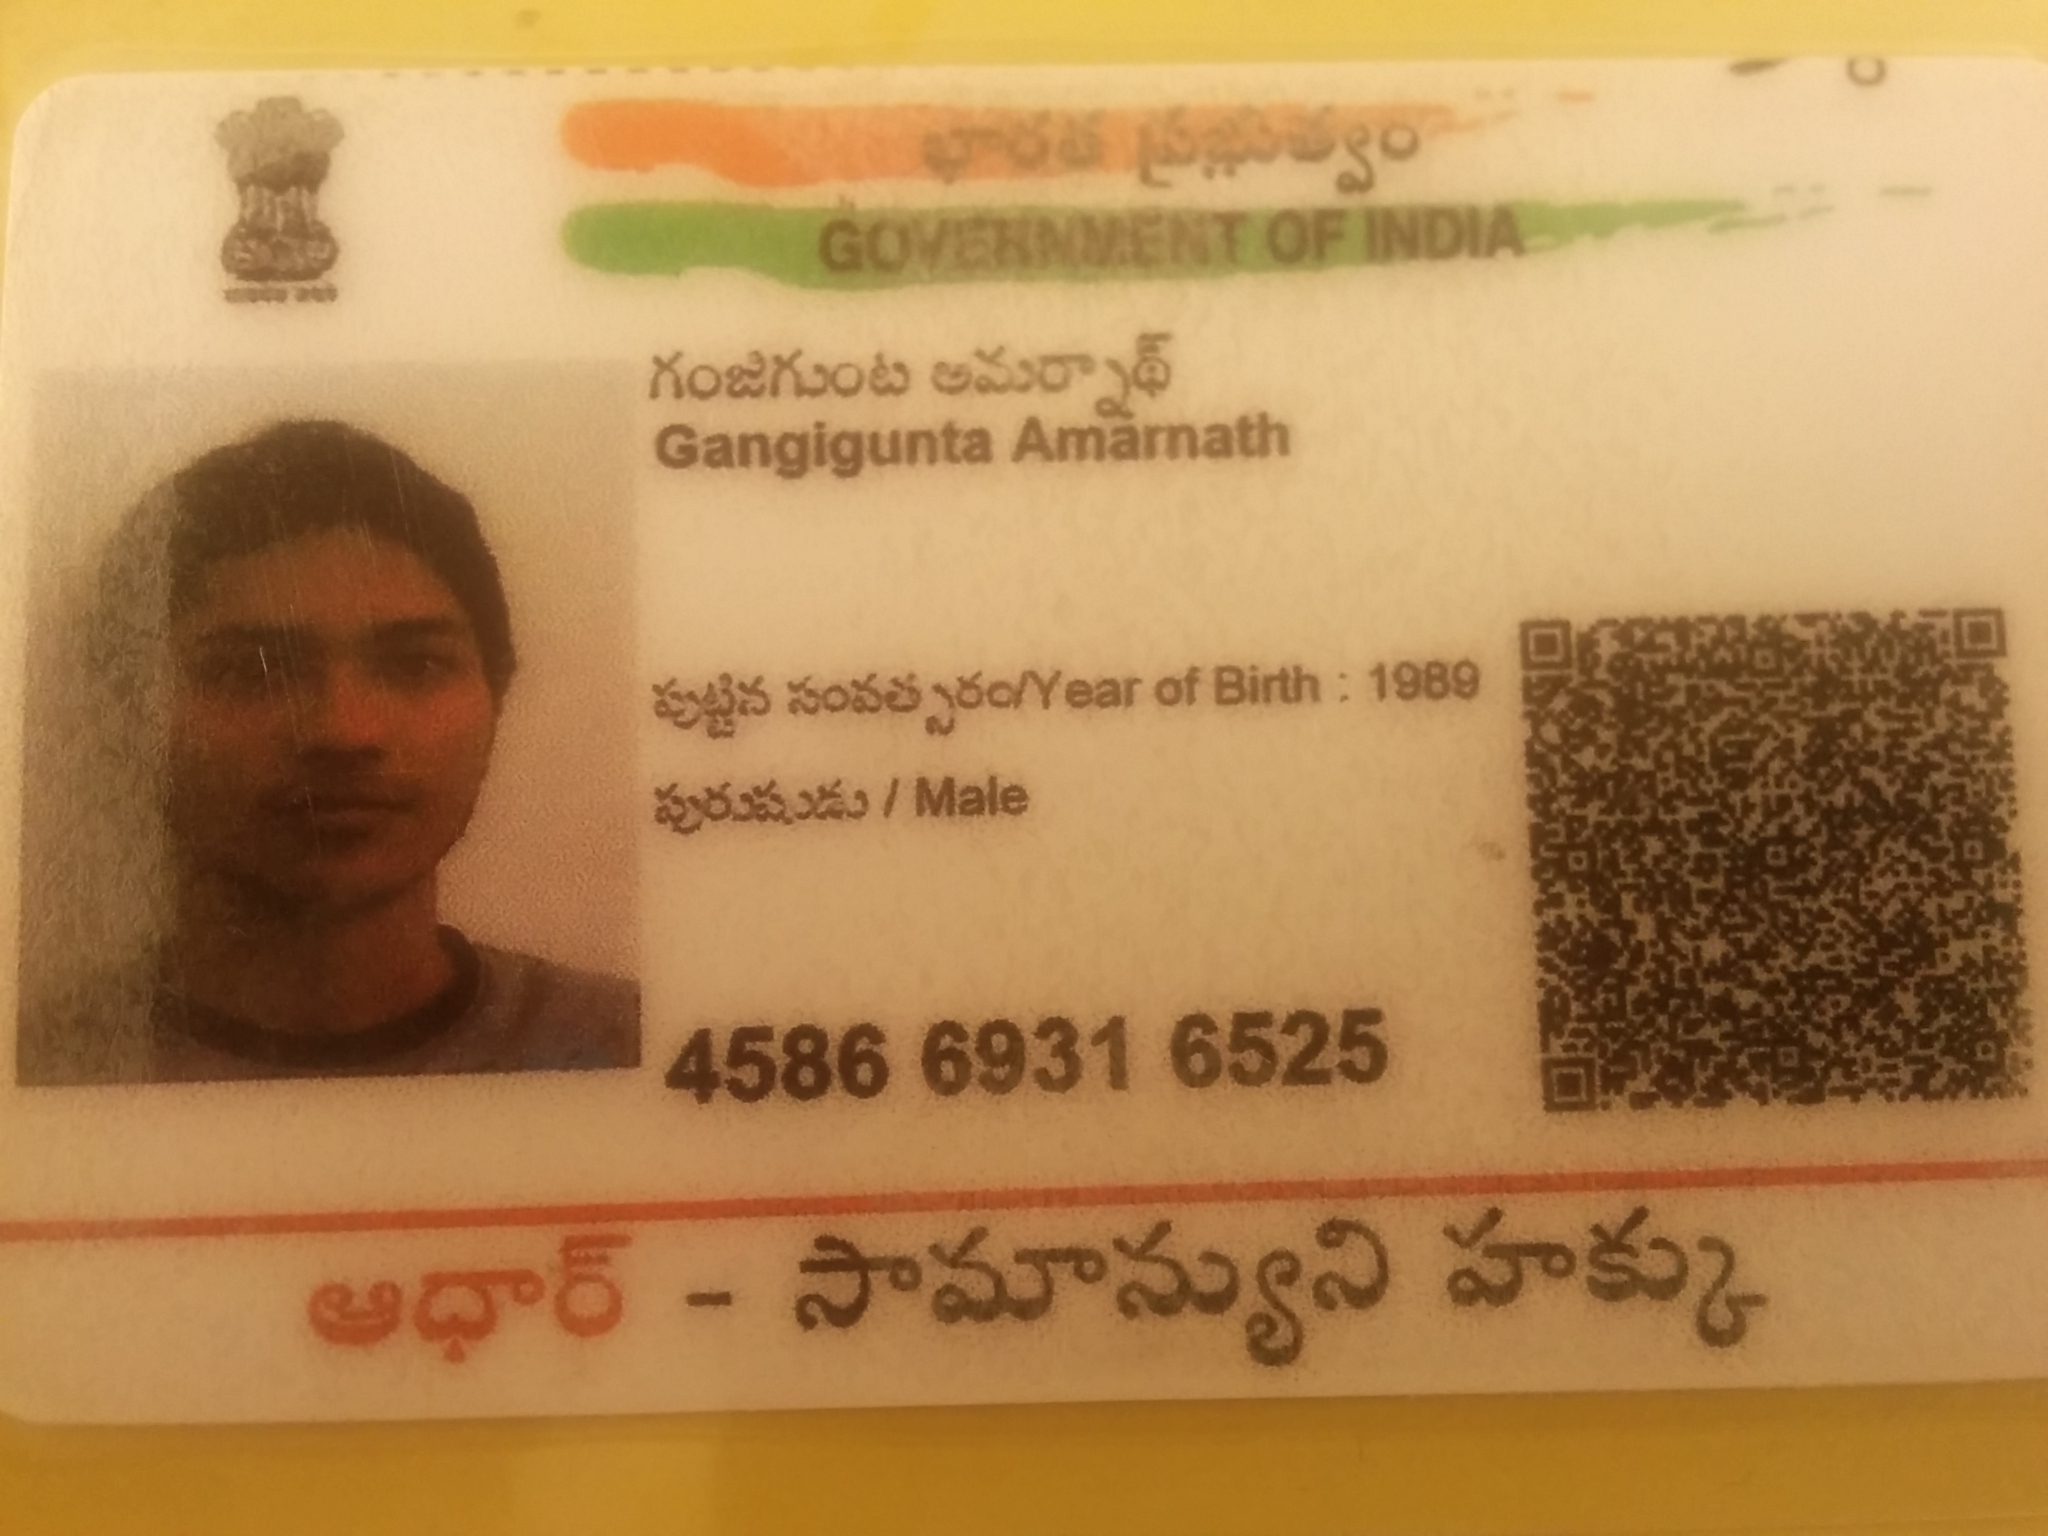 భారత ప్రభుత్వం
GOVERNMENT OF INDIA
గంజిగుంట అమర్నాథ్
Gangigunta Amarnath
పుట్టిన సంవత్సరం/Year of Birth : 1989
పురుషుడు / Male
4586 6931 6525
ఆధార్ - సామాన్యుని హక్కు